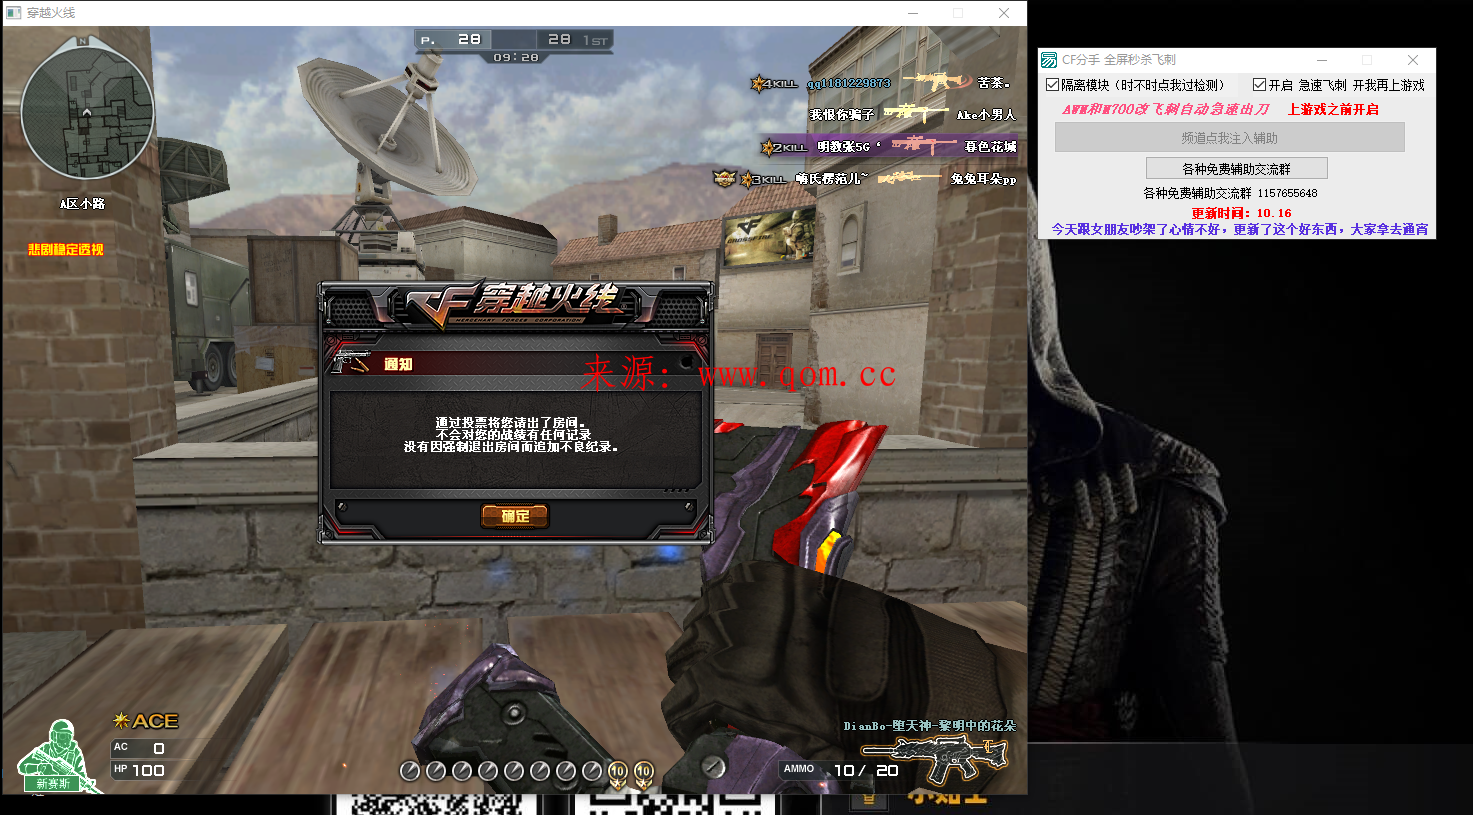 穿越火线
P. 28 28 1ST
09:28
N
A区小路
悲剧稳定透视
4KILL qq1181229873 苦茶。
我恨你骗子 Ake小男人
2KILL 明教张5G‘ 暮色花城
3KILL 兔兔耳朵pp
CROSSFIRE
CF穿越火线
MERCENARY FORCES CORPORATION
通知
来源: www.qom.cc
通过投票将您请出了房间。
不会对您的战绩有任何记录
没有因强制退出房间而追加不良纪录。
确定
ACE
AC 0
HP 100
新赛斯
10 10
DianBo-堕天神-黎明中的花朵
AMMO 10/ 20
CF分手 全屏秒杀飞刺
隔离模块（时不时点我过检测）
开启 急速飞刺 开我再上游戏
AWM和M700改飞刺自动急速出刀
上游戏之前开启
频道点我注入辅助
各种免费辅助交流群
各种免费辅助交流群 1157655648
更新时间：10.16
今天跟女朋友吵架了心情不好，更新了这个好东西，大家拿去通宵